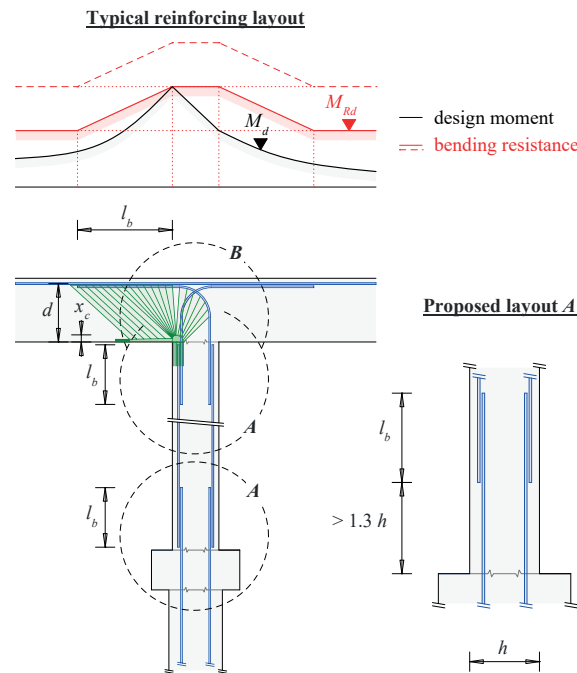 Typical reinforcing layout
M_Rd
M_d
design moment
bending resistance
l_b
B
d
x_c
Proposed layout A
l_b
l_b
A
A
> 1.3 h
l_b
h